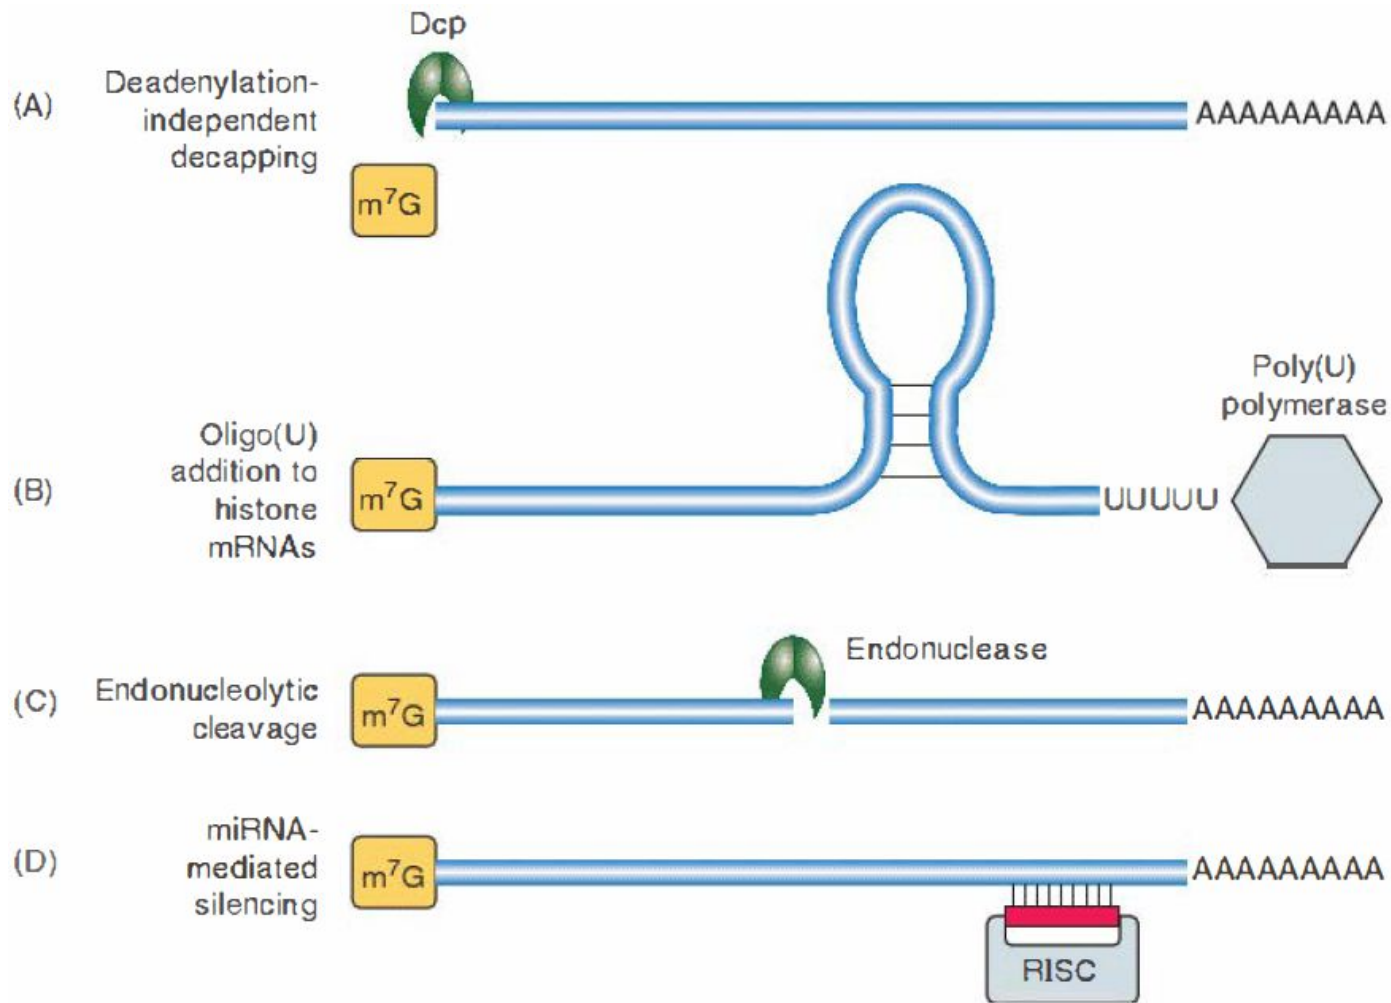 Dcp
(A)
Deadenylation-
independent
decapping
AAAAAAAAA
m⁷G
Poly(U)
polymerase
(B)
Oligo(U)
addition to
histone
mRNAs
m⁷G
UUUUU
Endonuclease
(C)
Endonucleolytic
cleavage
m⁷G
AAAAAAAAA
(D)
miRNA-
mediated
silencing
m⁷G
AAAAAAAAA
RISC